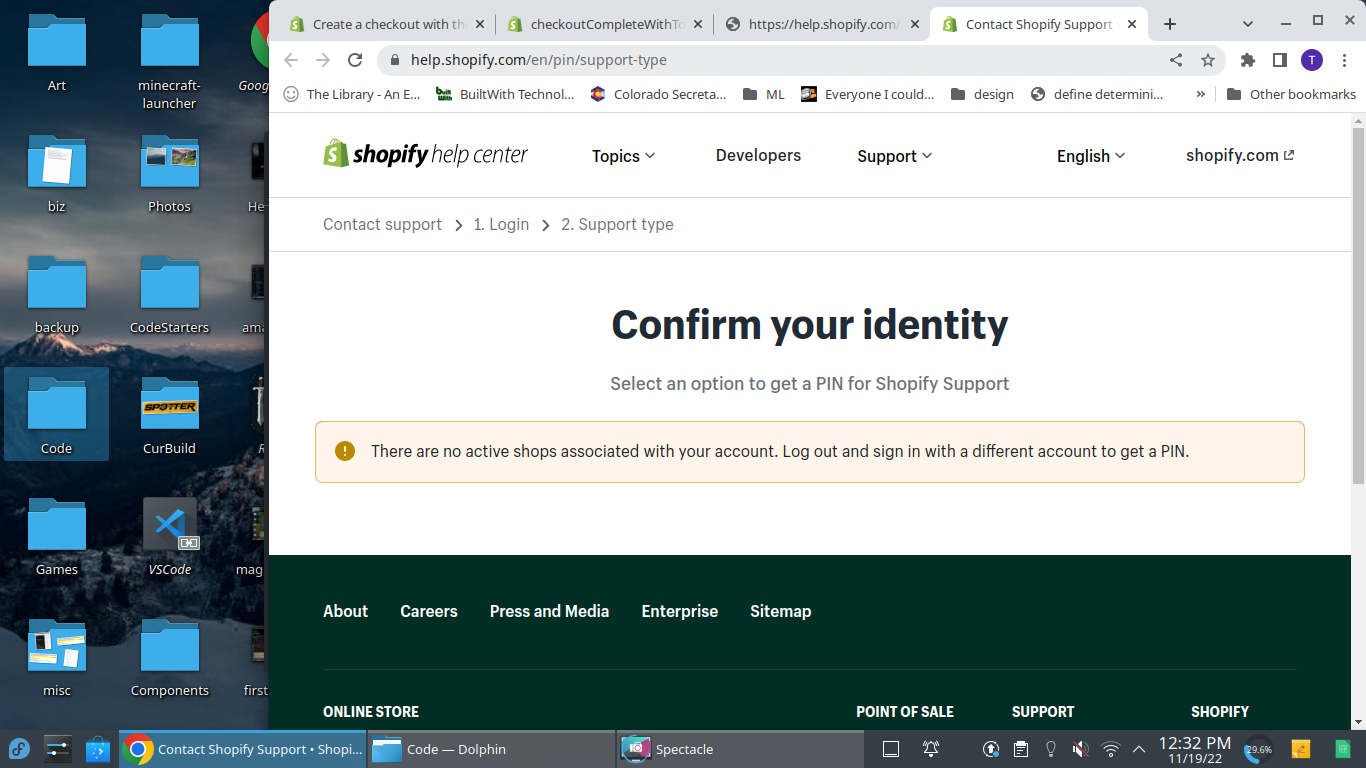 Art
minecraft-
launcher
Goog
biz
Photos
He
backup
CodeStarters
ama
Code
SPOTTER
CurBuild
R
Games
VSCode
mag
misc
Components
first
Create a checkout with th
checkoutCompleteWithTo
https://help.shopify.com/
Contact Shopify Support
help.shopify.com/en/pin/support-type
T
The Library - An E...
BuiltWith Technol...
Colorado Secreta...
ML
Everyone I could...
design
define determini...
»
Other bookmarks
shopify help center
Topics
Developers
Support
English
shopify.com
Contact support > 1. Login > 2. Support type
Confirm your identity
Select an option to get a PIN for Shopify Support
There are no active shops associated with your account. Log out and sign in with a different account to get a PIN.
About
Careers
Press and Media
Enterprise
Sitemap
ONLINE STORE
POINT OF SALE
SUPPORT
SHOPIFY
Contact Shopify Support • Shopi...
Code — Dolphin
Spectacle
12:32 PM
11/19/22
29.6%